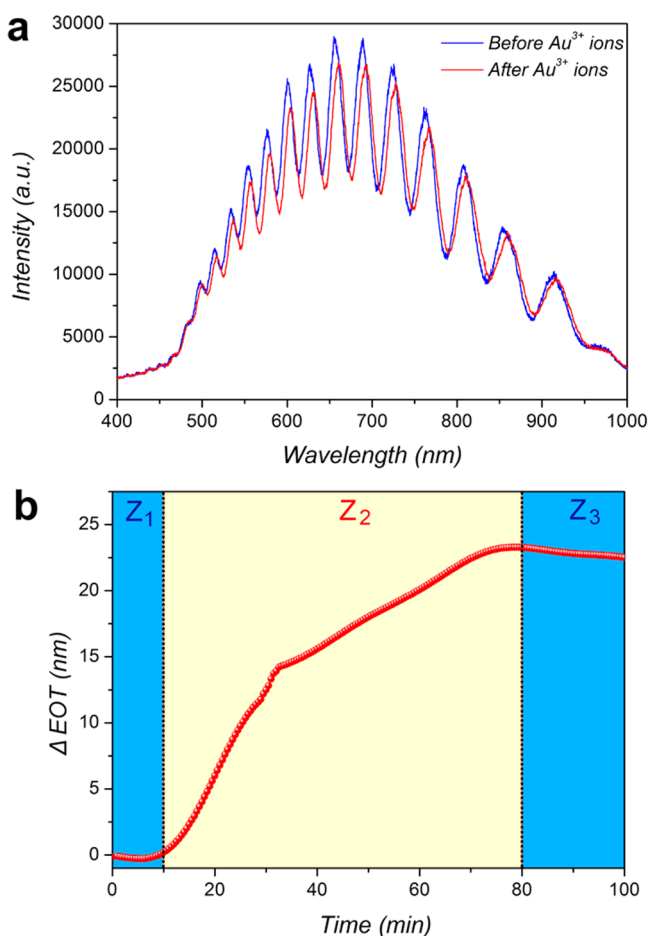 a
30000
25000
20000
15000
10000
5000
0
Intensity (a.u.)
Before Au³⁺ ions
After Au³⁺ ions
400 500 600 700 800 900 1000
Wavelength (nm)
b
Z₁ Z₂ Z₃
25
20
15
10
5
0
Δ EOT (nm)
0 20 40 60 80 100
Time (min)